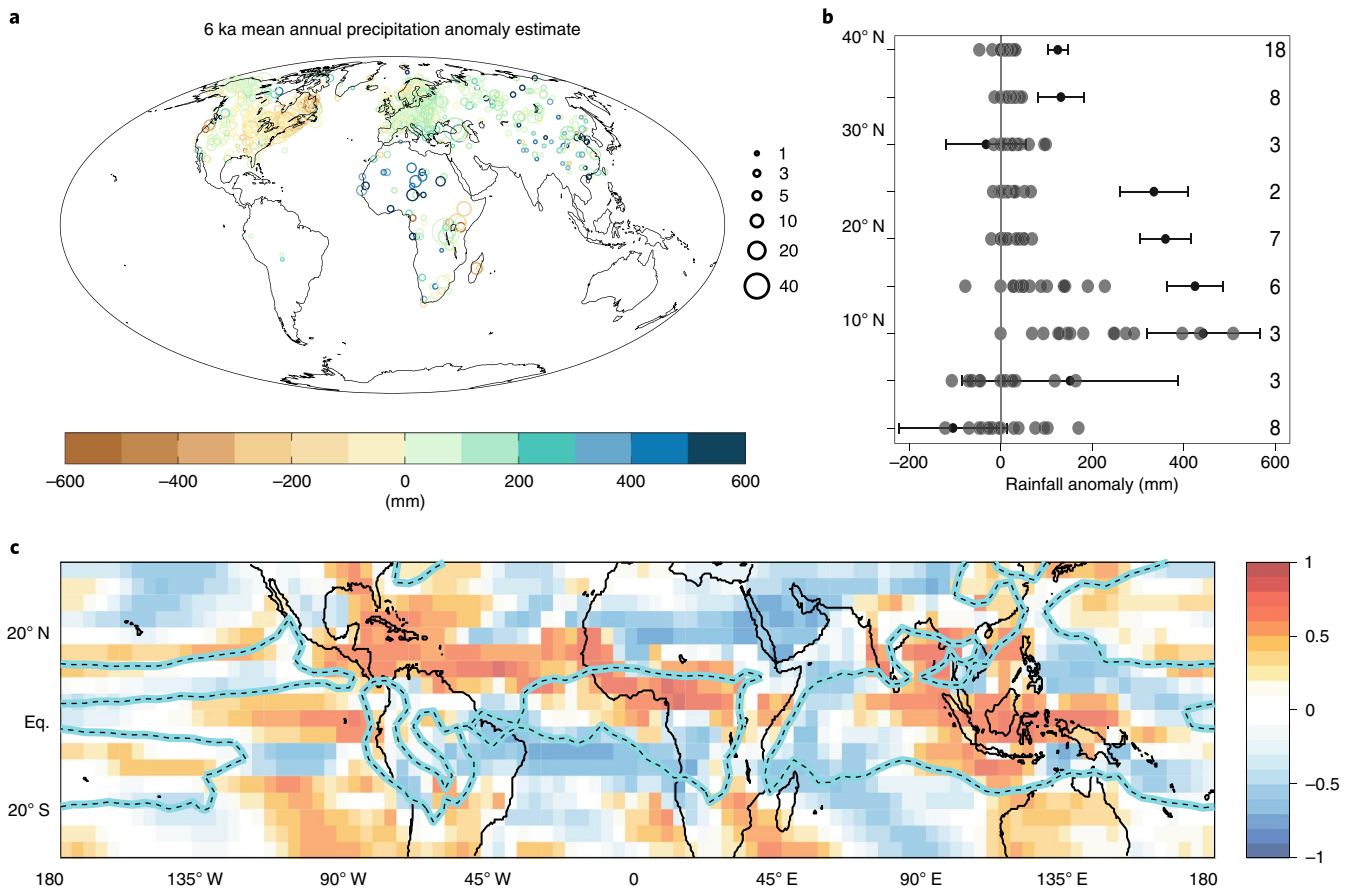 a
6 ka mean annual precipitation anomaly estimate
1
3
5
10
20
40
−600 −400 −200 0 200 400 600
(mm)
b
40° N 18
8
30° N 3
2
20° N 7
6
10° N 3
3
8
−200 0 200 400 600
Rainfall anomaly (mm)
c
20° N
Eq.
20° S
180 135° W 90° W 45° W 0 45° E 90° E 135° E 180
1
0.5
0
−0.5
−1